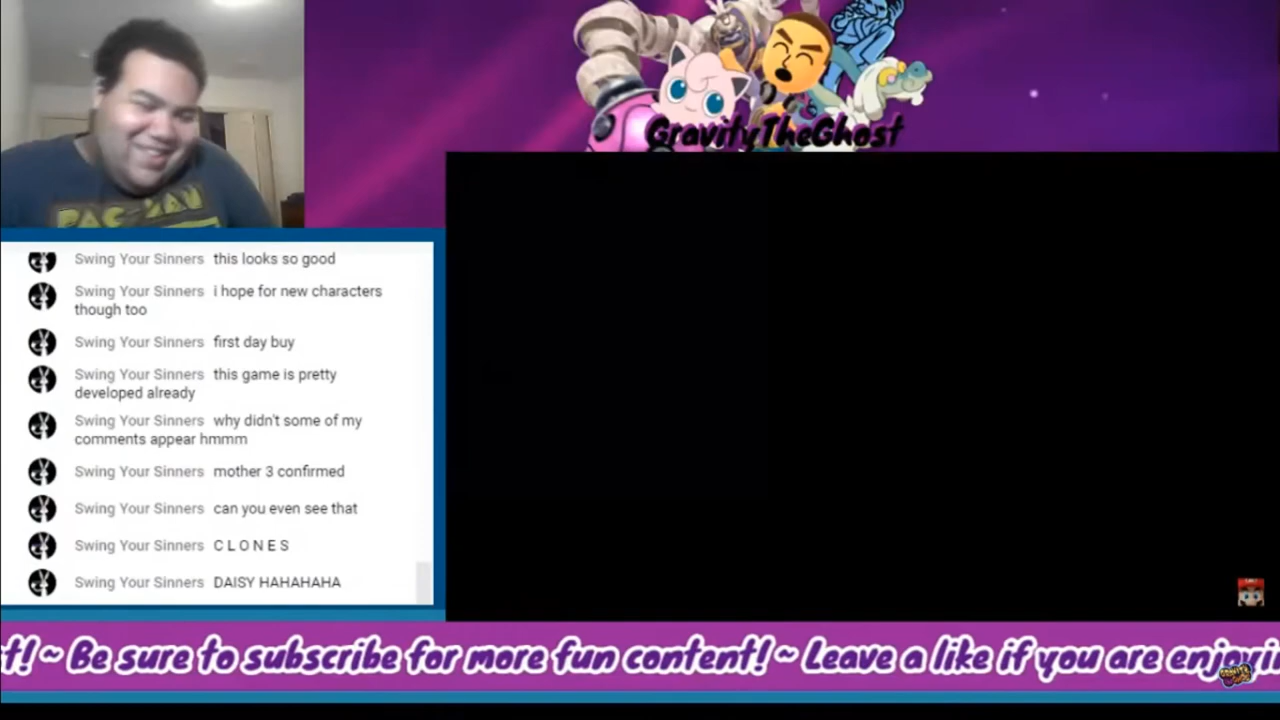 GravityTheGhost
PAC-MAN
Swing Your Sinners this looks so good
Swing Your Sinners i hope for new characters
though too
Swing Your Sinners first day buy
Swing Your Sinners this game is pretty
developed already
Swing Your Sinners why didn't some of my
comments appear hmmm
Swing Your Sinners mother 3 confirmed
Swing Your Sinners can you even see that
Swing Your Sinners C L O N E S
Swing Your Sinners DAISY HAHAHAHA
t! ~ Be sure to subscribe for more fun content! ~ Leave a like if you are enjoyi